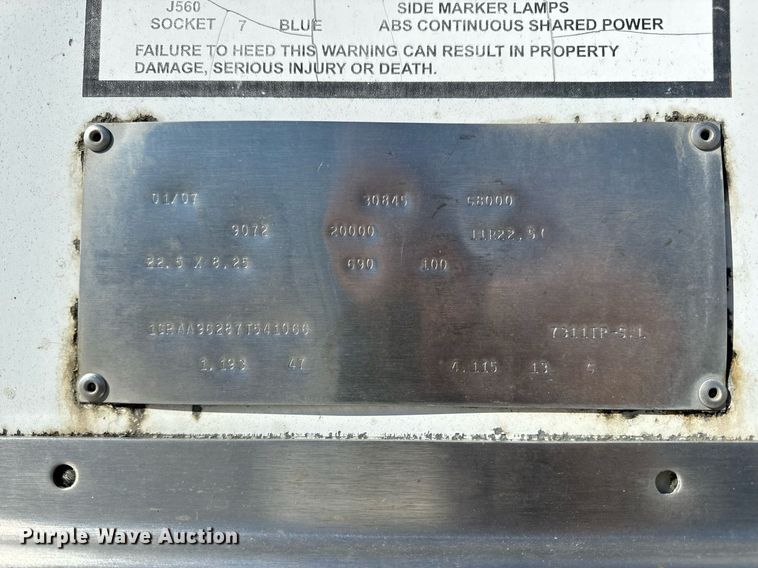 J560 SIDE MARKER LAMPS
SOCKET 7 BLUE ABS CONTINUOUS SHARED POWER
FAILURE TO HEED THIS WARNING CAN RESULT IN PROPERTY
DAMAGE, SERIOUS INJURY OR DEATH.
01/07 30845 68000
9072 20000 11R22.5(
22.5 X 8.25 690 100
1,193 47 4,115 13 6
Purple Wave Auction